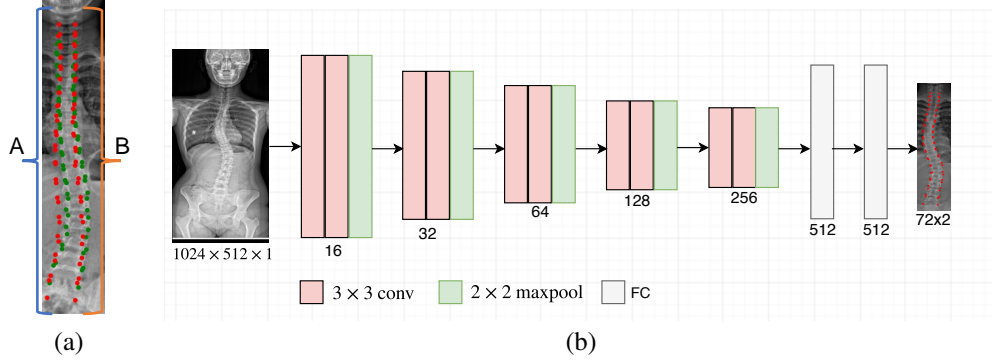 A
B
1024 × 512 × 1
16
32
64
128
256
512
512
72x2
3 × 3 conv
2 × 2 maxpool
FC
(a)
(b)